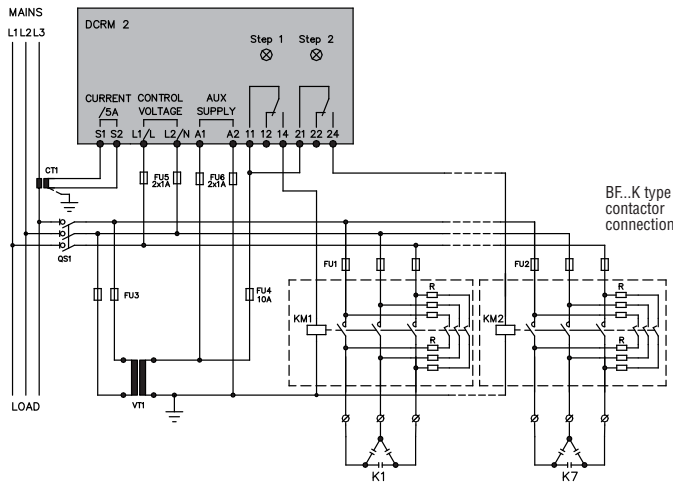 MAINS
L1 L2 L3
DCRM 2
Step 1
Step 2
CURRENT
/5A
CONTROL
VOLTAGE
AUX
SUPPLY
S1 S2 L1/L L2/N A1 A2 11 12 14 21 22 24
CT1
FU5
2x1A
FU6
2x1A
BF...K type
contactor
connection
QS1
FU3
FU4
10A
FU1
FU2
R
R
KM1
KM2
R
R
VT1
LOAD
K1
K7